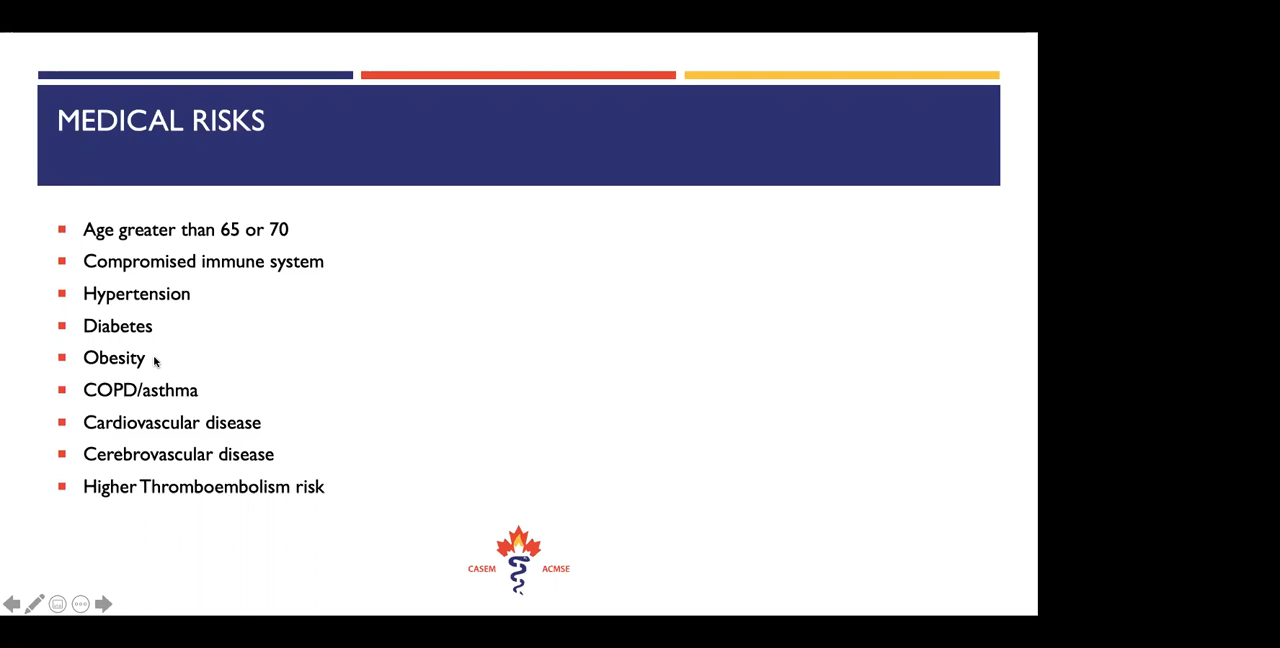 MEDICAL RISKS
Age greater than 65 or 70
Compromised immune system
Hypertension
Diabetes
Obesity
COPD/asthma
Cardiovascular disease
Cerebrovascular disease
Higher Thromboembolism risk
CASEM ACMSE